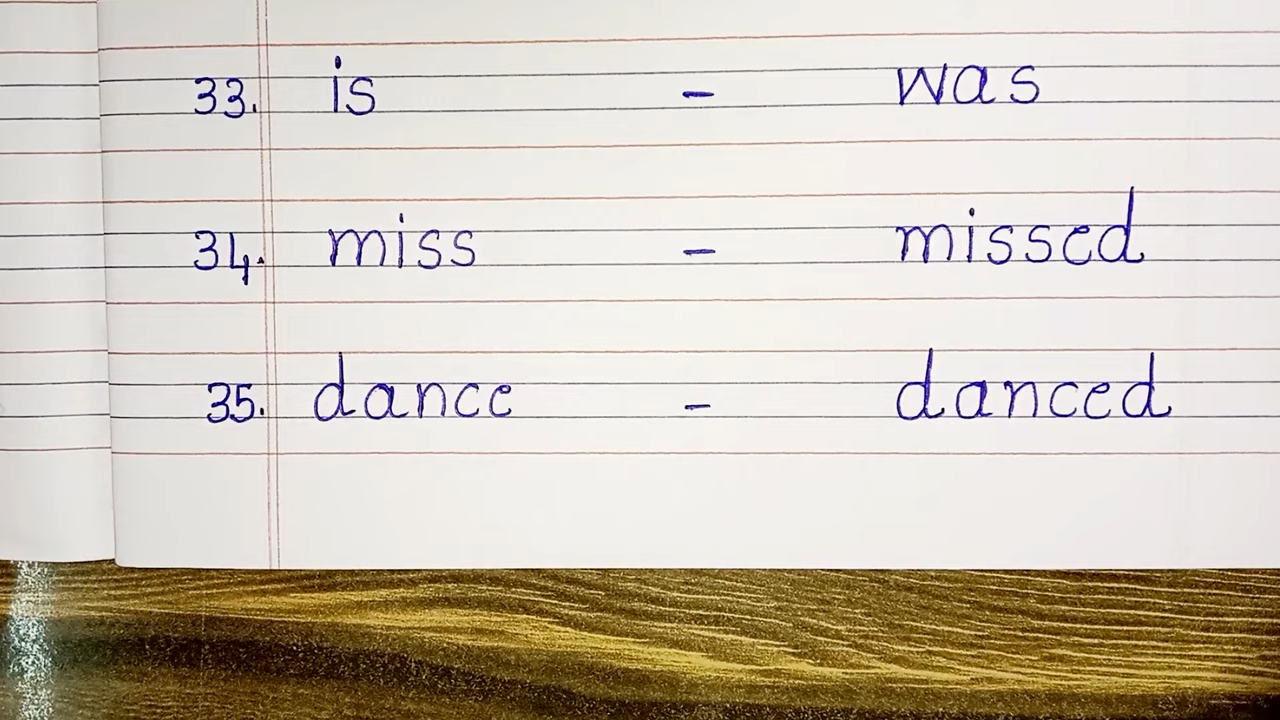 33. is - was
34. miss - missed
35. dance - danced